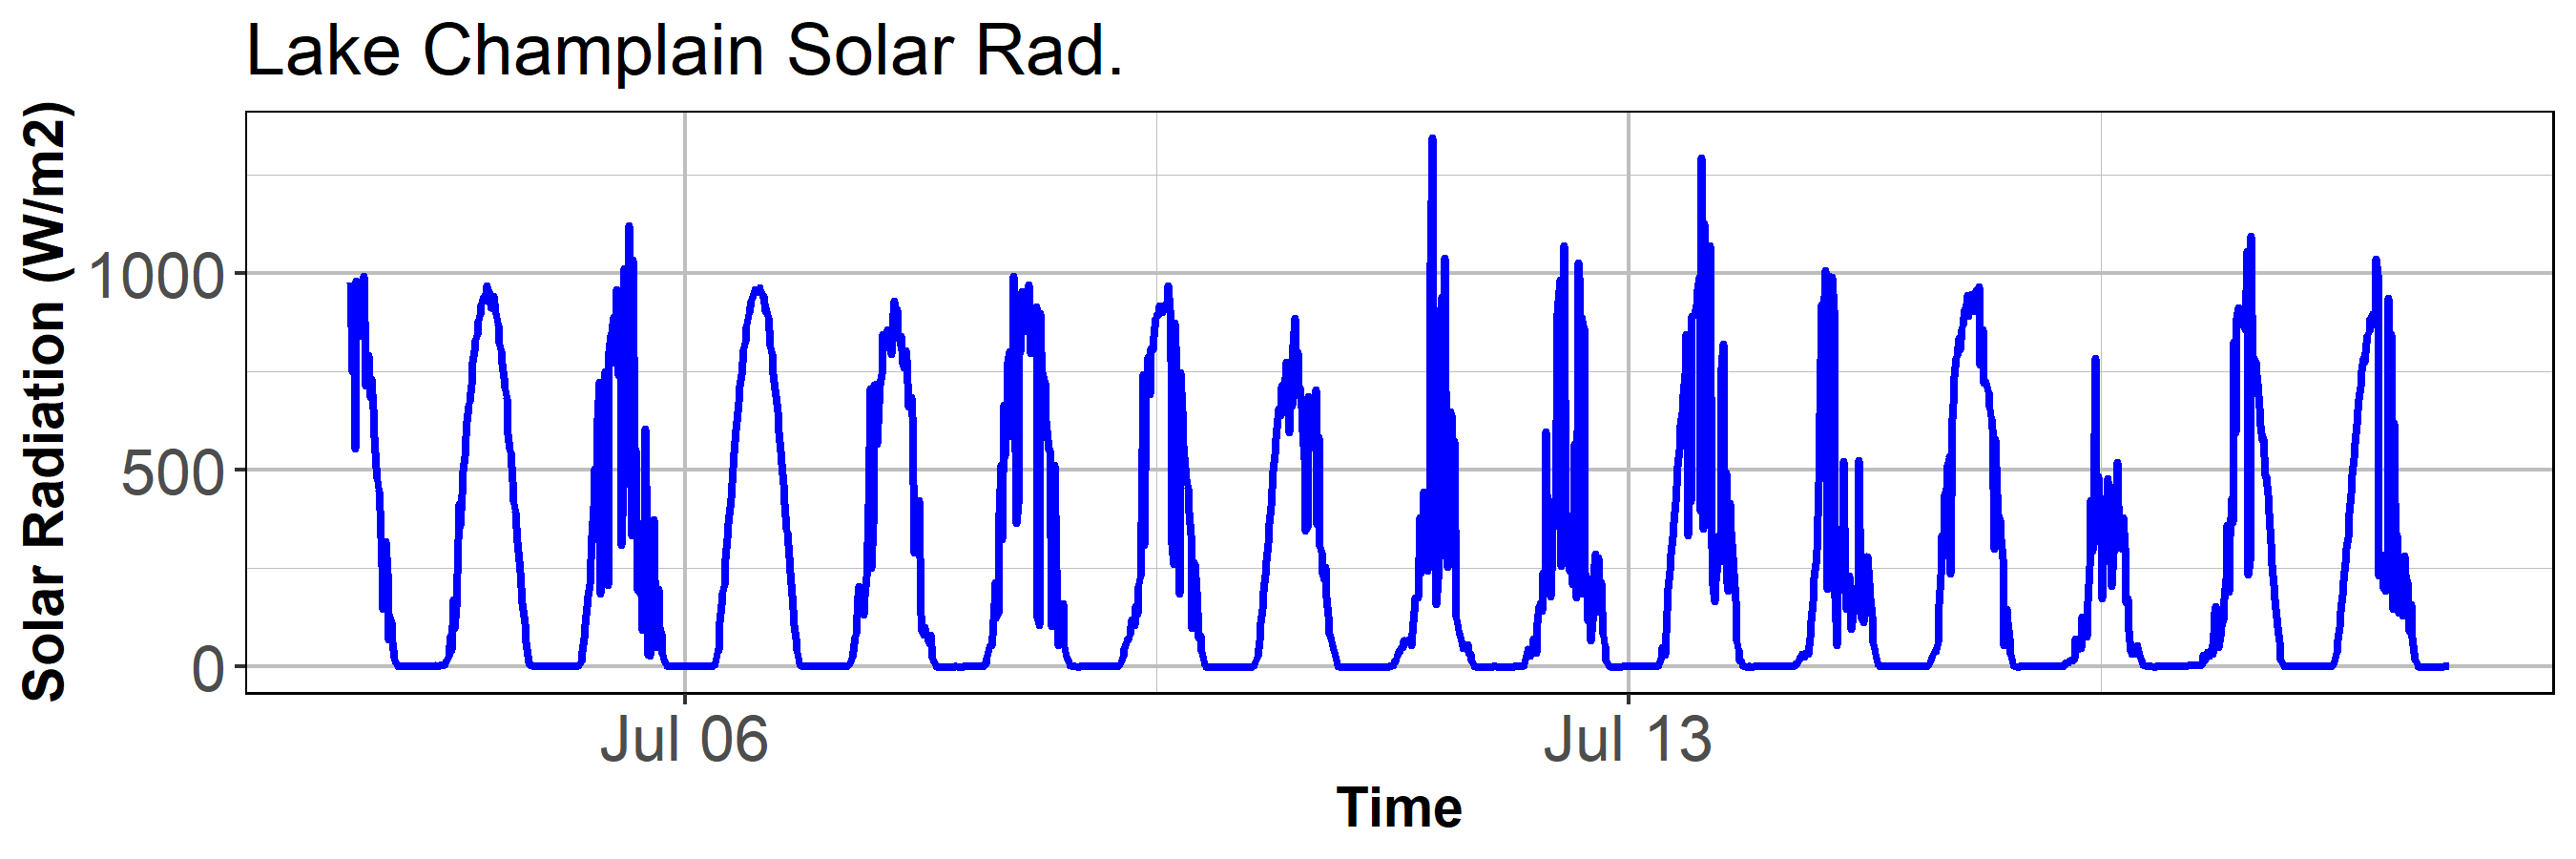 Lake Champlain Solar Rad.
Solar Radiation (W/m2)
1000
500
0
Jul 06
Jul 13
Time